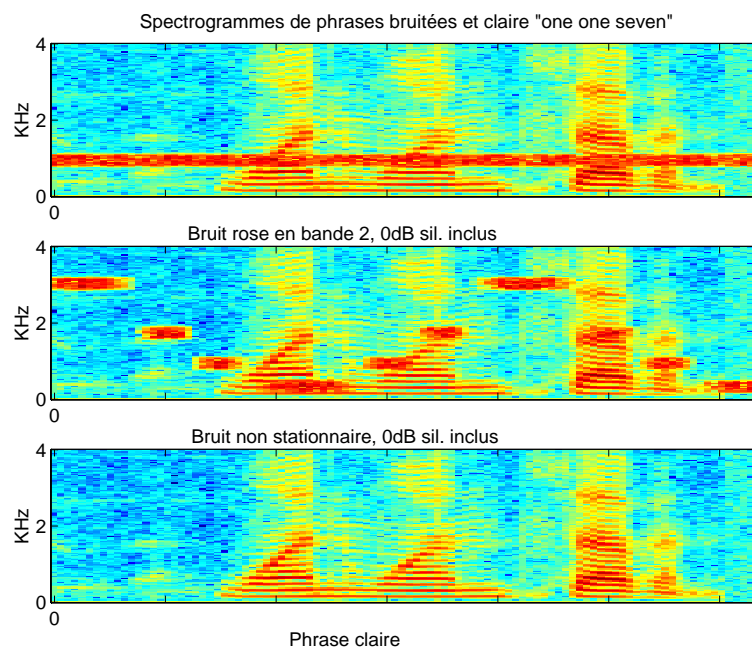 Spectrogrammes de phrases bruitées et claire "one one seven"
4
KHz
2
0
0
Bruit rose en bande 2, 0dB sil. inclus
4
KHz
2
0
0
Bruit non stationnaire, 0dB sil. inclus
4
KHz
2
0
0
Phrase claire